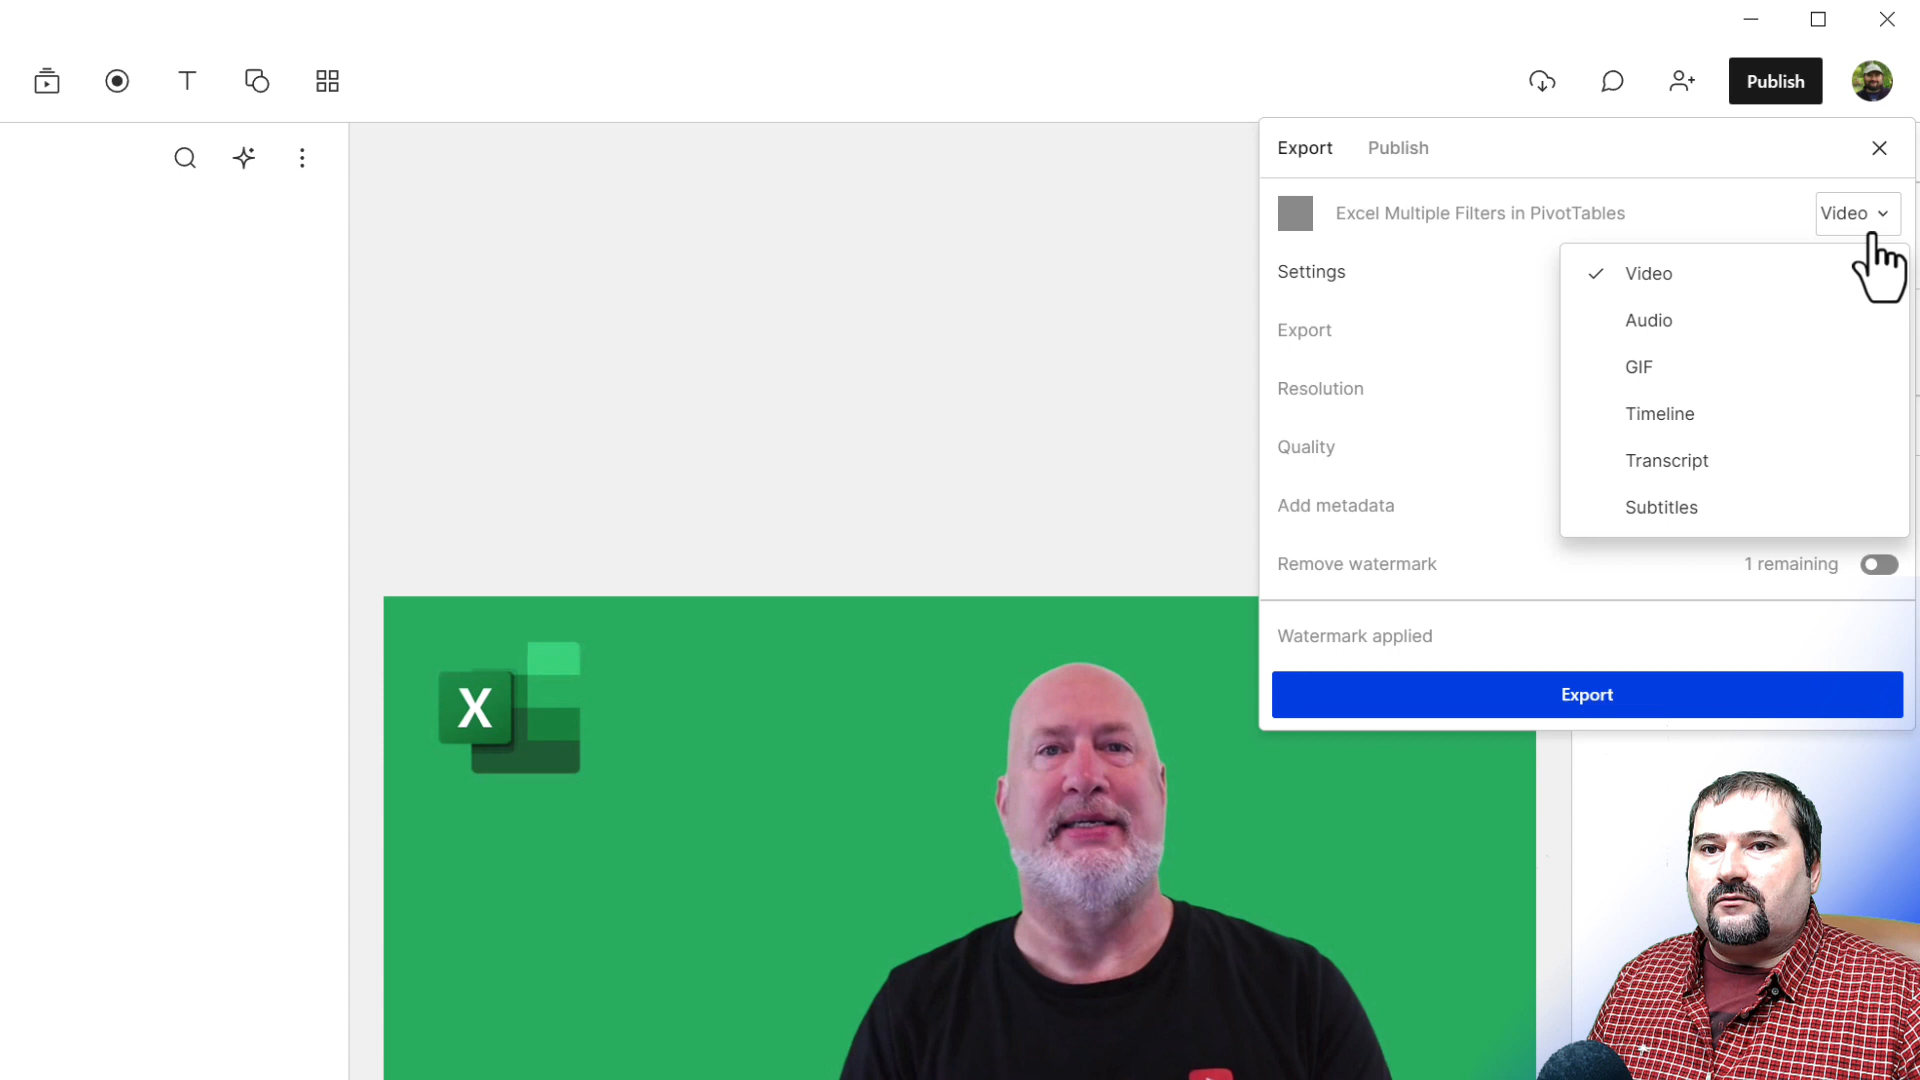 Publish
Export Publish
Excel Multiple Filters in PivotTables Video
Settings
Video
Audio
Export
GIF
Resolution
Timeline
Quality
Transcript
Add metadata
Subtitles
Remove watermark 1 remaining
Watermark applied
Export
X